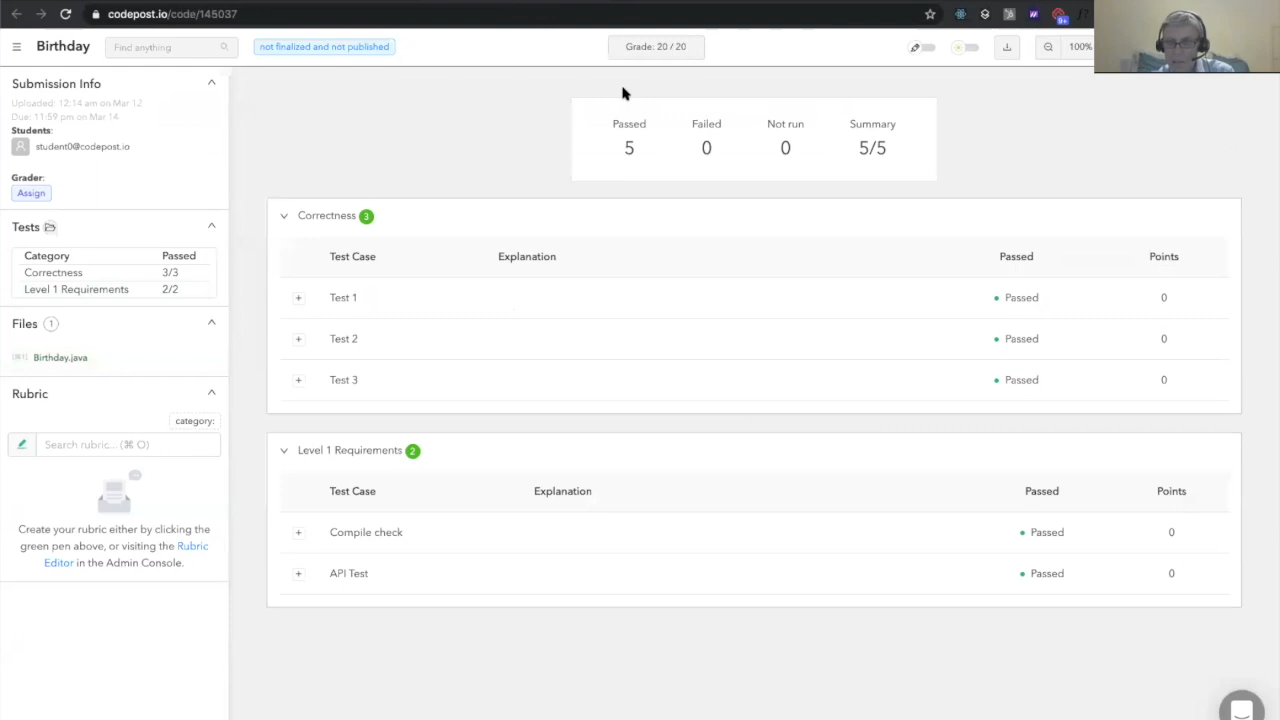 codepost.io/code/145037
9+
f?
Birthday
Find anything
not finalized and not published
Grade: 20 / 20
100%
Submission Info
Uploaded: 12:14 am on Mar 12
Due: 11:59 pm on Mar 14
Students:
student0@codepost.io
Grader:
Assign
Tests
Category Passed
Correctness 3/3
Level 1 Requirements 2/2
Files 1
Birthday.java
Rubric
category:
Search rubric... (⌘ O)
Create your rubric either by clicking the
green pen above, or visiting the Rubric
Editor in the Admin Console.
Passed Failed Not run Summary
5 0 0 5/5
Correctness 3
Test Case Explanation Passed Points
Test 1 Passed 0
Test 2 Passed 0
Test 3 Passed 0
Level 1 Requirements 2
Test Case Explanation Passed Points
Compile check Passed 0
API Test Passed 0